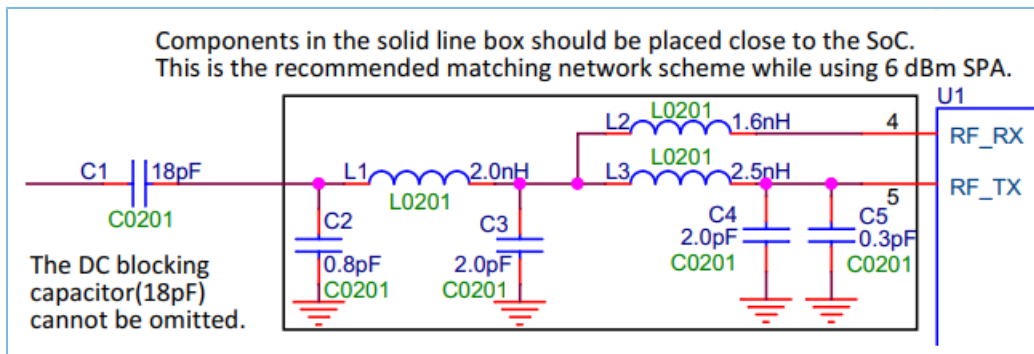 Components in the solid line box should be placed close to the SoC.
This is the recommended matching network scheme while using 6 dBm SPA.
U1
L0201
L2 1.6nH 4 RF_RX
C1 18pF L1 2.0nH L0201
L3 2.5nH RF_TX
C0201 L0201 5
C2 C3 C4 C5
0.8pF 2.0pF 2.0pF 0.3pF
C0201 C0201 C0201 C0201
The DC blocking
capacitor(18pF)
cannot be omitted.